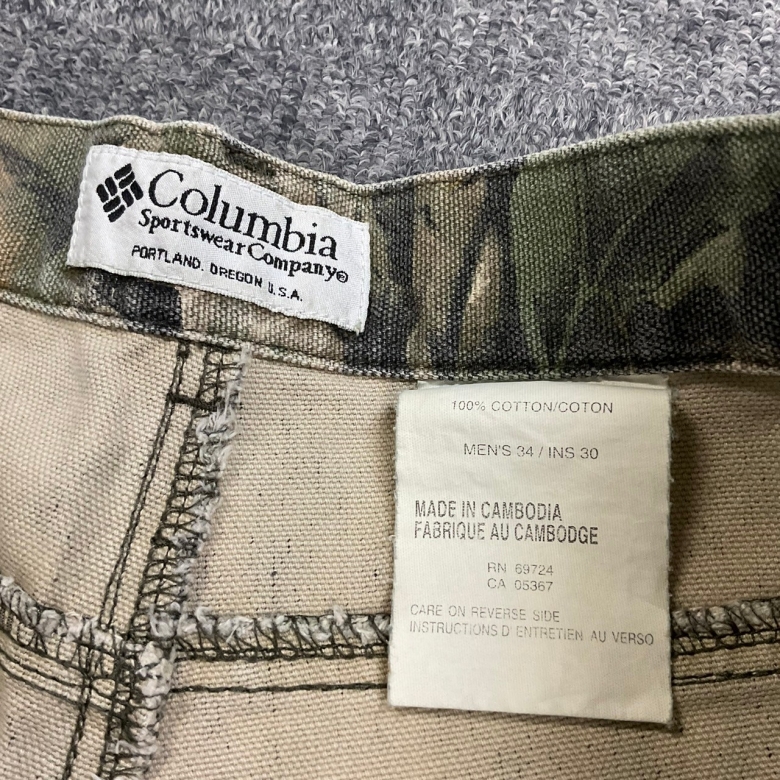 Columbia
Sportswear Company®
PORTLAND, OREGON U.S.A.
100% COTTON/COTON
MEN'S 34 / INS 30
MADE IN CAMBODIA
FABRIQUE AU CAMBODGE
RN 69724
CA 05367
CARE ON REVERSE SIDE
INSTRUCTIONS D'ENTRETIEN AU VERSO